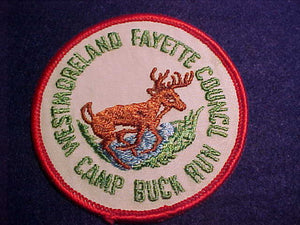 WESTMORELAND FAYETTE COUNCIL
CAMP BUCK RUN